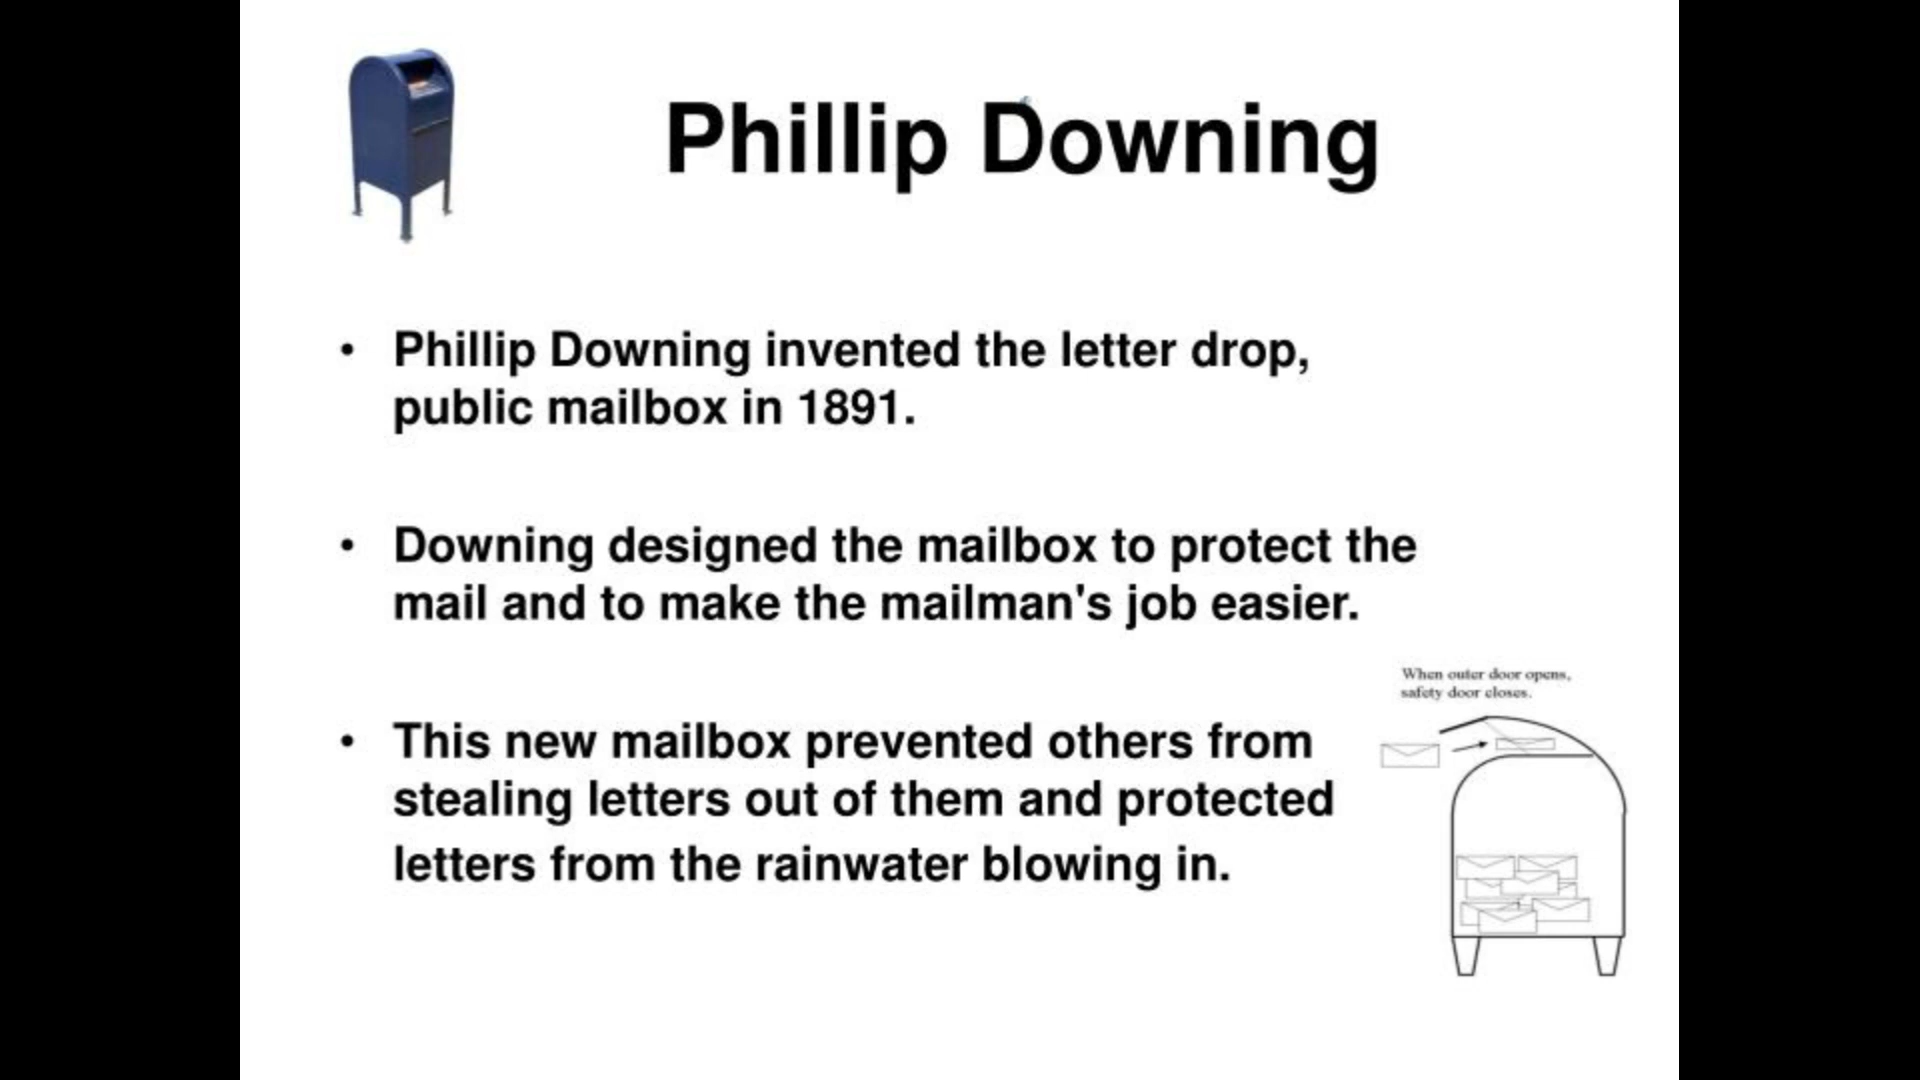 Phillip Downing
• Phillip Downing invented the letter drop,
public mailbox in 1891.
• Downing designed the mailbox to protect the
mail and to make the mailman's job easier.
• This new mailbox prevented others from
stealing letters out of them and protected
letters from the rainwater blowing in.
When outer door opens,
safety door closes.